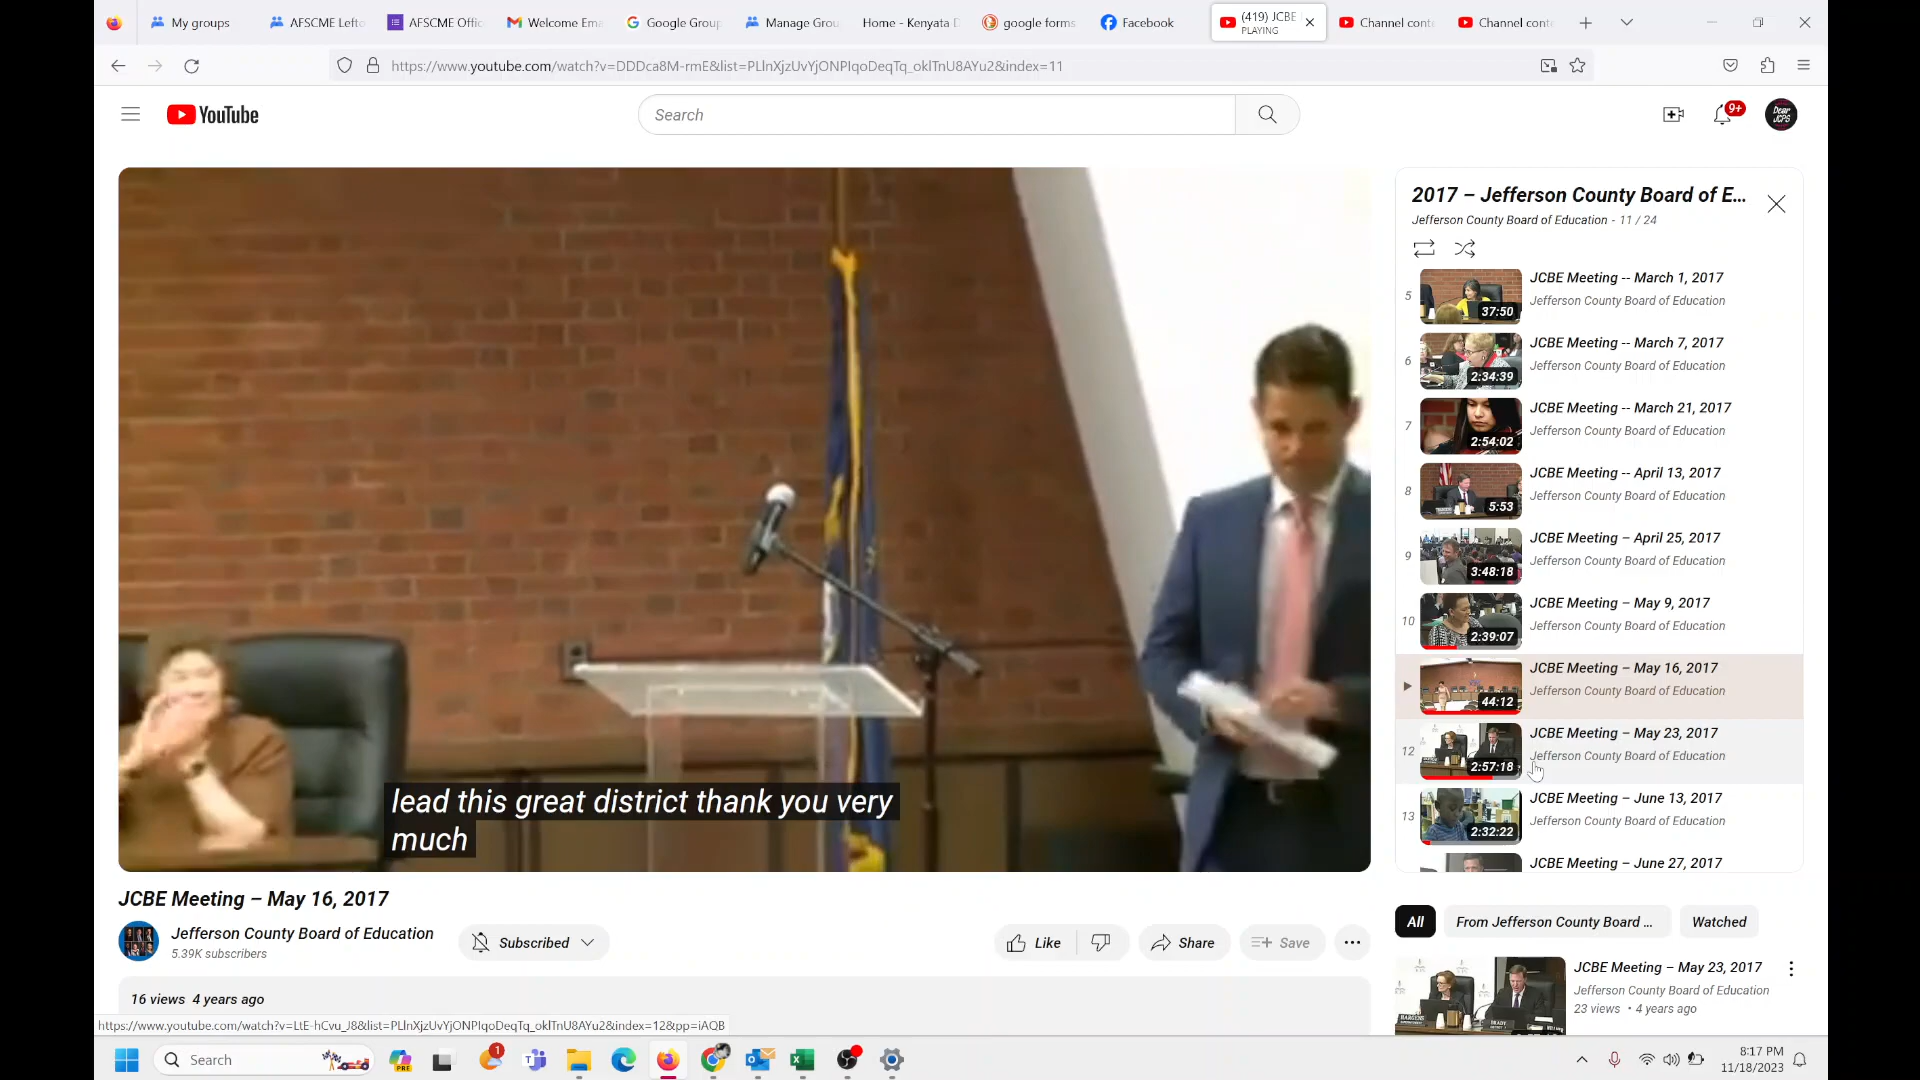 My groups
AFSCME Lefto
AFSCME Offic
Welcome Ema
Google Group
Manage Grou
Home - Kenyata D
google forms
Facebook
(419) JCBE
PLAYING
Channel cont
Channel cont
https://www.youtube.com/watch?v=DDDca8M-rmE&list=PLlnXjzUvYjONPIqoDeqTq_oklTnU8AYu2&index=11
YouTube
Search
9+
Dear
JCPS
2017 – Jefferson County Board of E...
Jefferson County Board of Education - 11 / 24
5
37:50
JCBE Meeting -- March 1, 2017
Jefferson County Board of Education
6
2:34:39
JCBE Meeting -- March 7, 2017
Jefferson County Board of Education
7
2:54:02
JCBE Meeting -- March 21, 2017
Jefferson County Board of Education
8
5:53
JCBE Meeting -- April 13, 2017
Jefferson County Board of Education
9
3:48:18
JCBE Meeting – April 25, 2017
Jefferson County Board of Education
10
2:39:07
JCBE Meeting – May 9, 2017
Jefferson County Board of Education
44:12
JCBE Meeting – May 16, 2017
Jefferson County Board of Education
12
2:57:18
JCBE Meeting – May 23, 2017
Jefferson County Board of Education
13
2:32:22
JCBE Meeting – June 13, 2017
Jefferson County Board of Education
JCBE Meeting – June 27, 2017
lead this great district thank you very
much
JCBE Meeting – May 16, 2017
Jefferson County Board of Education
5.39K subscribers
Subscribed
Like
Share
Save
All
From Jefferson County Board ...
Watched
16 views 4 years ago
JCBE Meeting – May 23, 2017
Jefferson County Board of Education
23 views • 4 years ago
https://www.youtube.com/watch?v=LtE-hCvu_J8&list=PLlnXjzUvYjONPIqoDeqTq_oklTnU8AYu2&index=12&pp=iAQB
Search
PRE
1
8:17 PM
11/18/2023